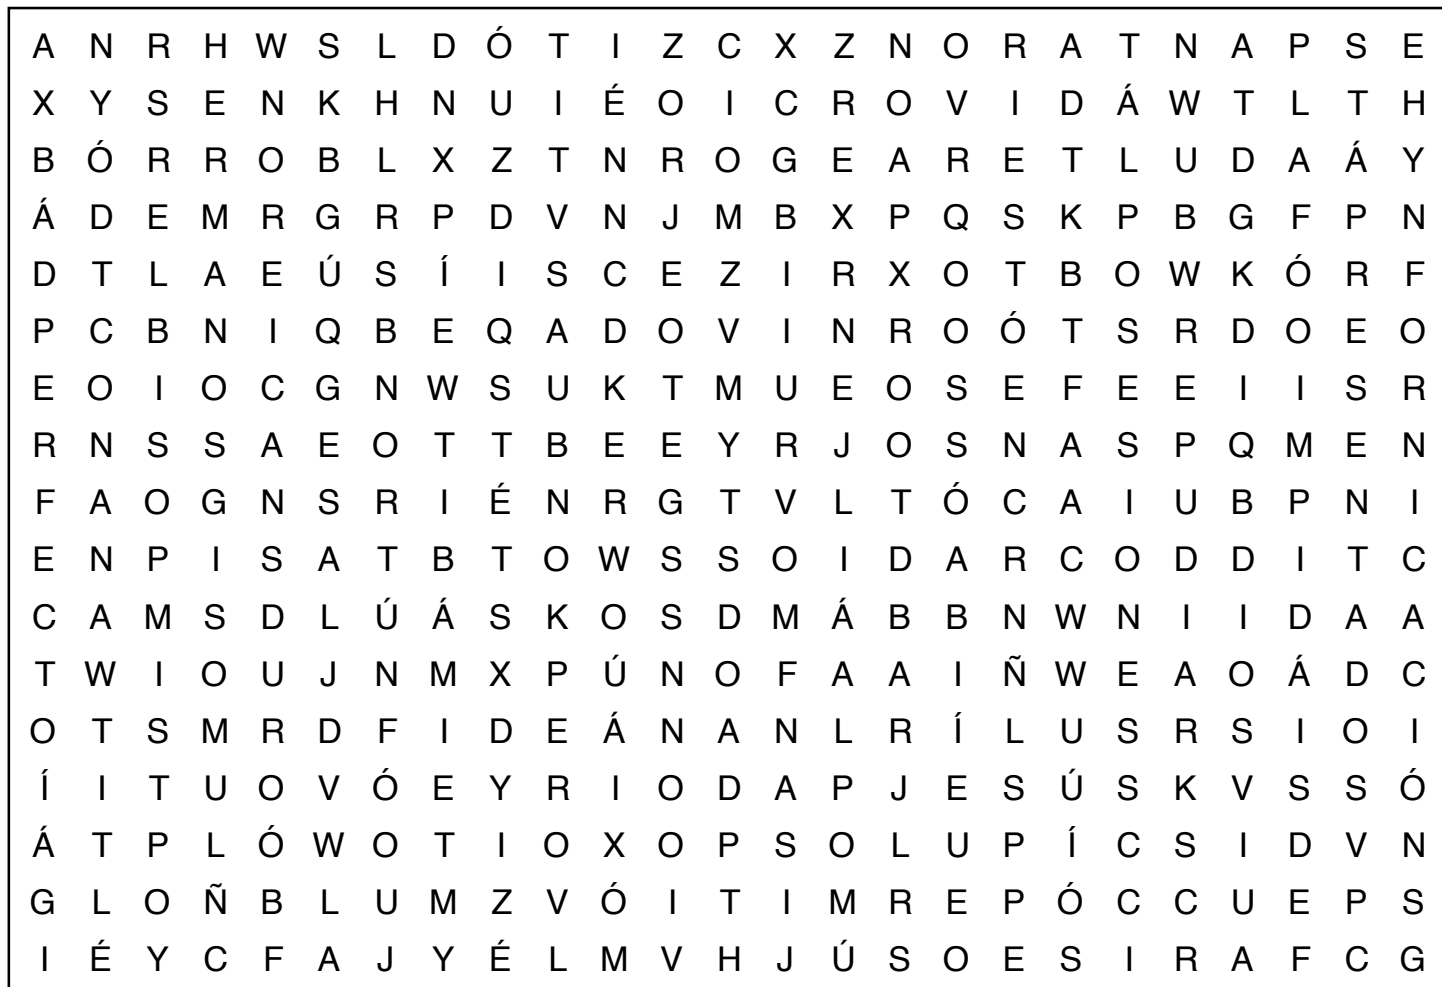 A N R H W S L D Ó T I Z C X Z N O R A T N A P S E
X Y S E N K H N U I É O I C R O V I D Á W T L T H
B Ó R R O B L X Z T N R O G E A R E T L U D A Á Y
Á D E M R G R P D V N J M B X P Q S K P B G F P N
D T L A E Ú S Í I S C E Z I R X O T B O W K Ó R F
P C B N I Q B E Q A D O V I N R O Ó T S R D O E O
E O I O C G N W S U K T M U E O S E F E E I I S R
R N S S A E O T T B E E Y R J O S N A S P Q M E N
F A O G N S R I É N R G T V L T Ó C A I U B P N I
E N P I S A T B T O W S S O I D A R C O D D I T C
C A M S D L Ú Á S K O S D M Á B B N W N I I D A A
T W I O U J N M X P Ú N O F A A I Ñ W E A O Á D C
O T S M R D F I D E Á N A N L R Í L U S R S I O I
Í I T U O V Ó E Y R I O D A P J E S Ú S K V S S Ó
Á T P L Ó W O T I O X O P S O L U P Í C S I D V N
G L O Ñ B L U M Z V Ó I T I M R E P Ó C C U E P S
I É Y C F A J Y É L M V H J Ú S O E S I R A F C G